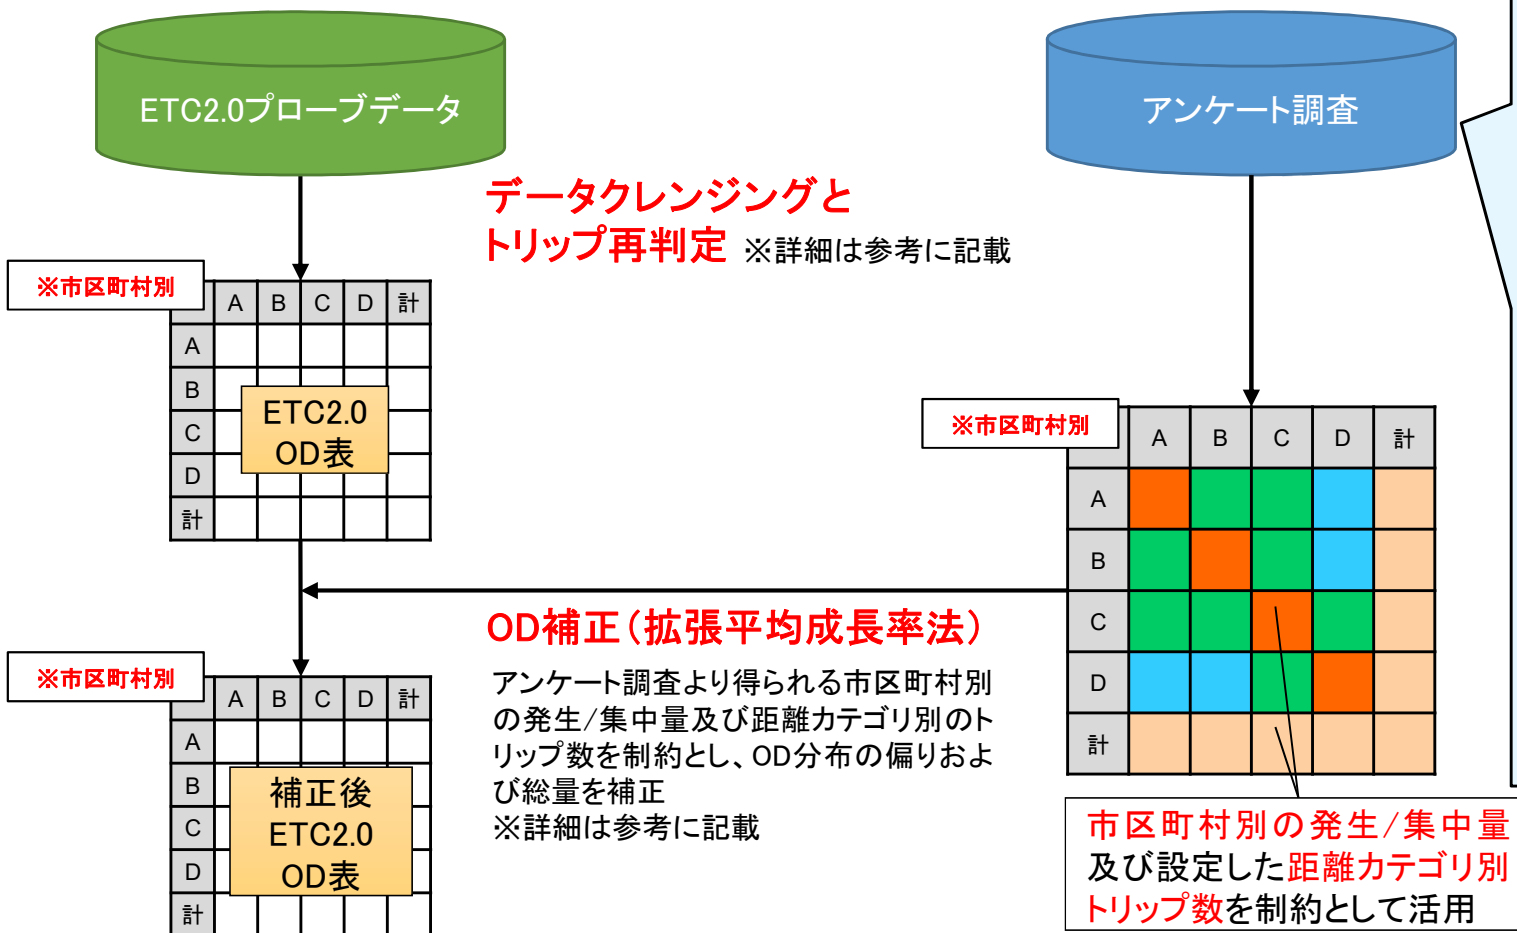 ETC2.0プローブデータ
アンケート調査
データクレンジングと
トリップ再判定 ※詳細は参考に記載
※市区町村別
A B C D 計
A
B
C
D
計
ETC2.0
OD表
※市区町村別
A B C D 計
A
B
C
D
計
OD補正(拡張平均成長率法)
アンケート調査より得られる市区町村別
の発生/集中量及び距離カテゴリ別のト
リップ数を制約とし、OD分布の偏りおよ
び総量を補正
※詳細は参考に記載
※市区町村別
A B C D 計
A
B
C
D
計
補正後
ETC2.0
OD表
市区町村別の発生/集中量
及び設定した距離カテゴリ別
トリップ数を制約として活用